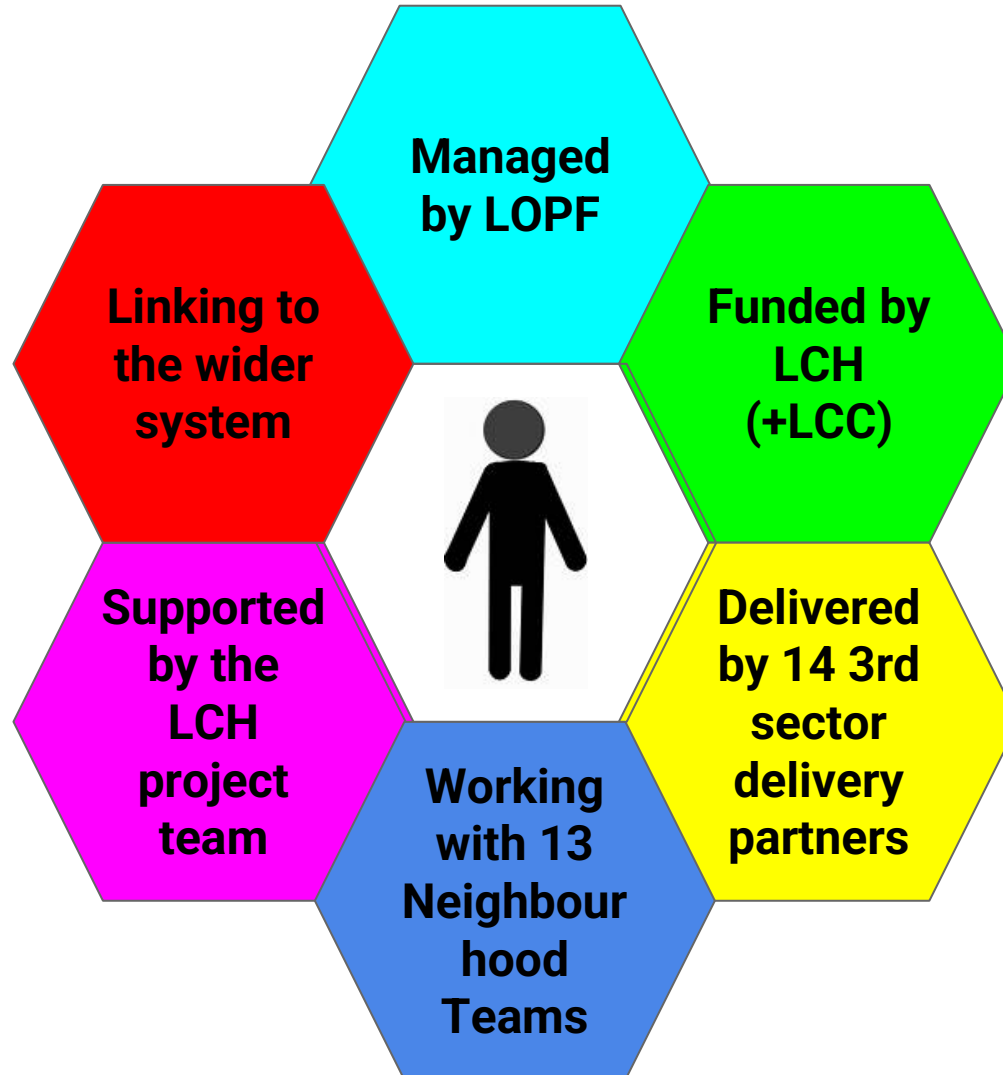 Managed
by LOPF
Funded by
LCH
(+LCC)
Delivered
by 14 3rd
sector
delivery
partners
Working
with 13
Neighbour
hood
Teams
Supported
by the
LCH
project
team
Linking to
the wider
system